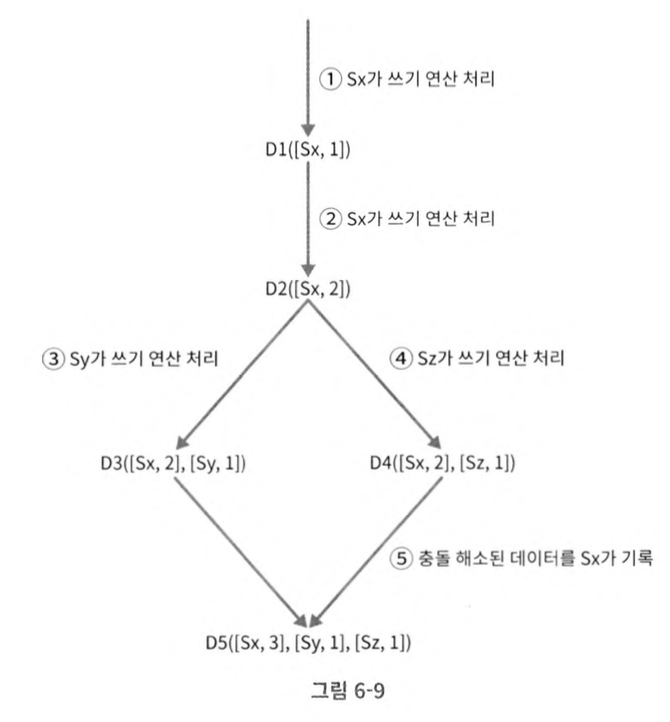 ① Sx가 쓰기 연산 처리
D1([Sx, 1])
② Sx가 쓰기 연산 처리
D2([Sx, 2])
③ Sy가 쓰기 연산 처리
④ Sz가 쓰기 연산 처리
D3([Sx, 2], [Sy, 1])
D4([Sx, 2], [Sz, 1])
⑤ 충돌 해소된 데이터를 Sx가 기록
D5([Sx, 3], [Sy, 1], [Sz, 1])
그림 6-9